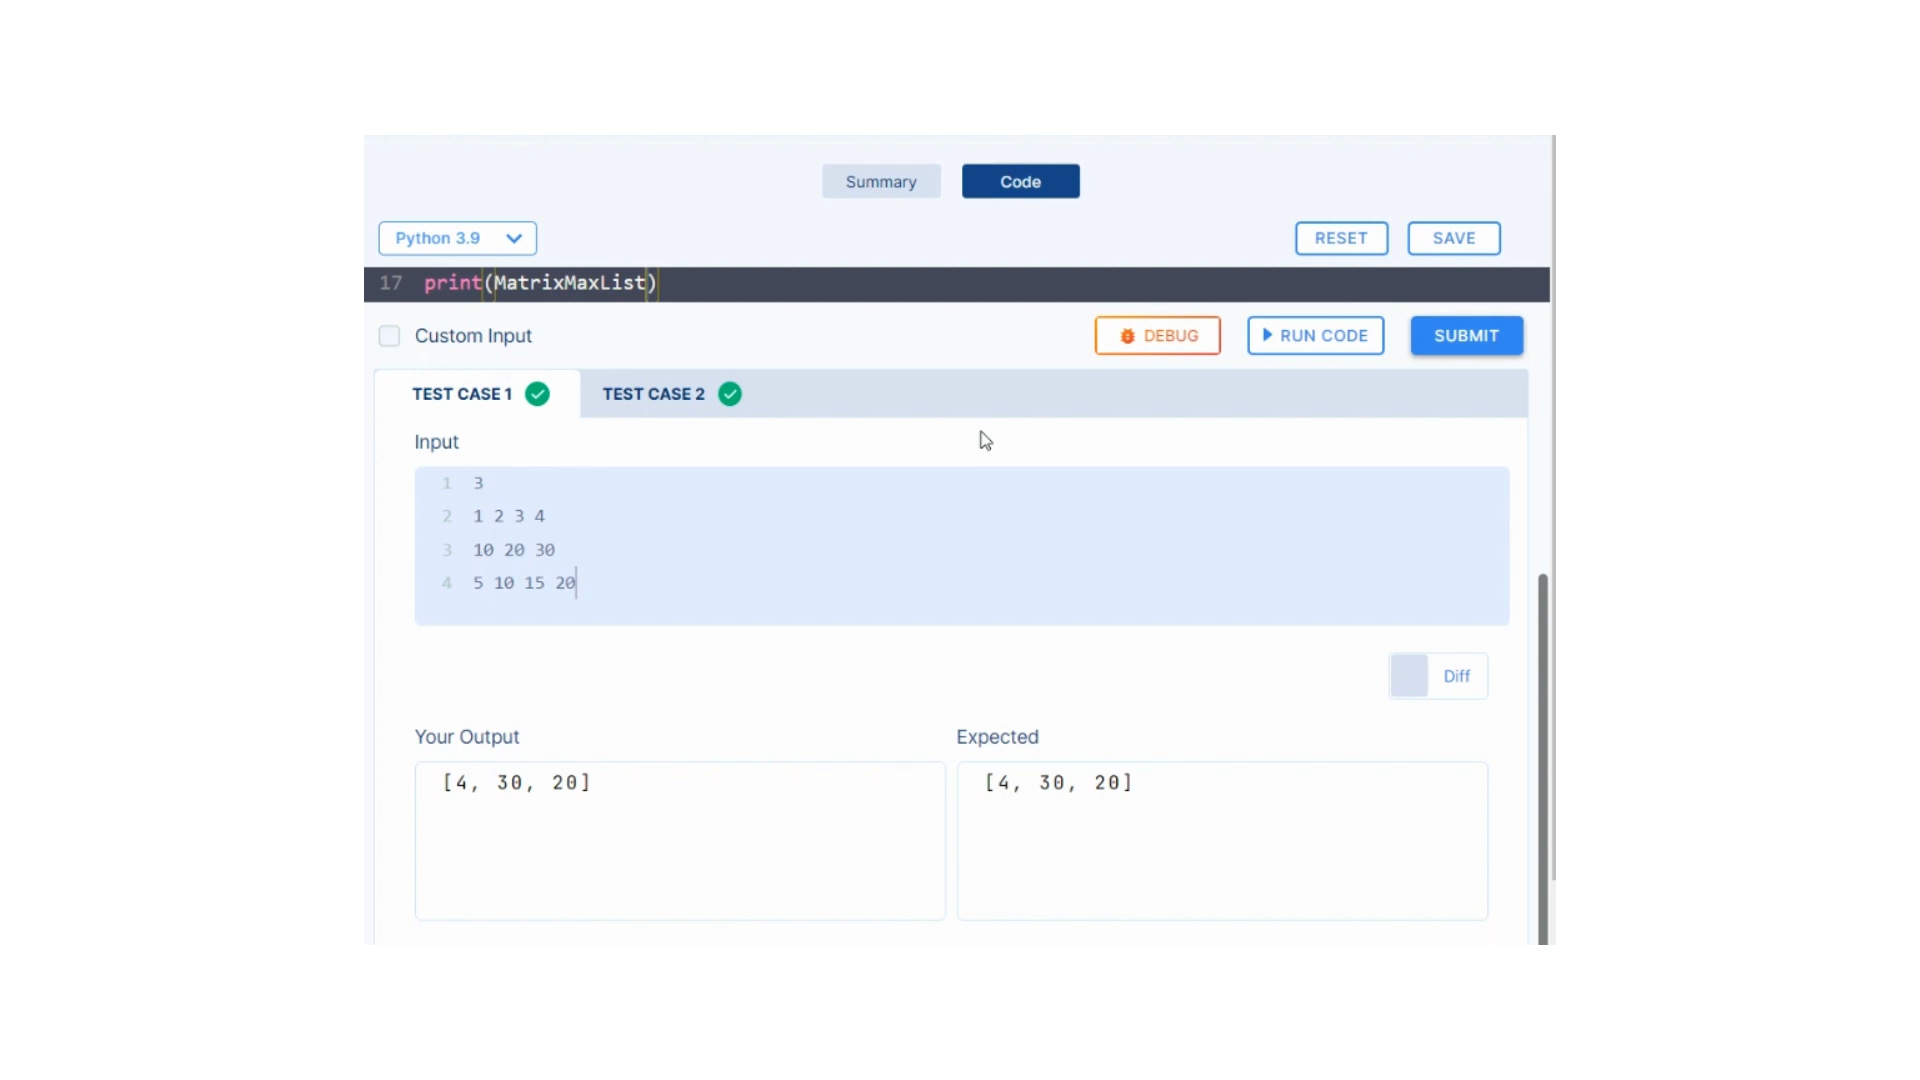 Summary Code
Python 3.9 RESET SAVE
17 print(MatrixMaxList)
Custom Input DEBUG RUN CODE SUBMIT
TEST CASE 1 TEST CASE 2
Input
1 3
2 1 2 3 4
3 10 20 30
4 5 10 15 20
Diff
Your Output Expected
[4, 30, 20] [4, 30, 20]